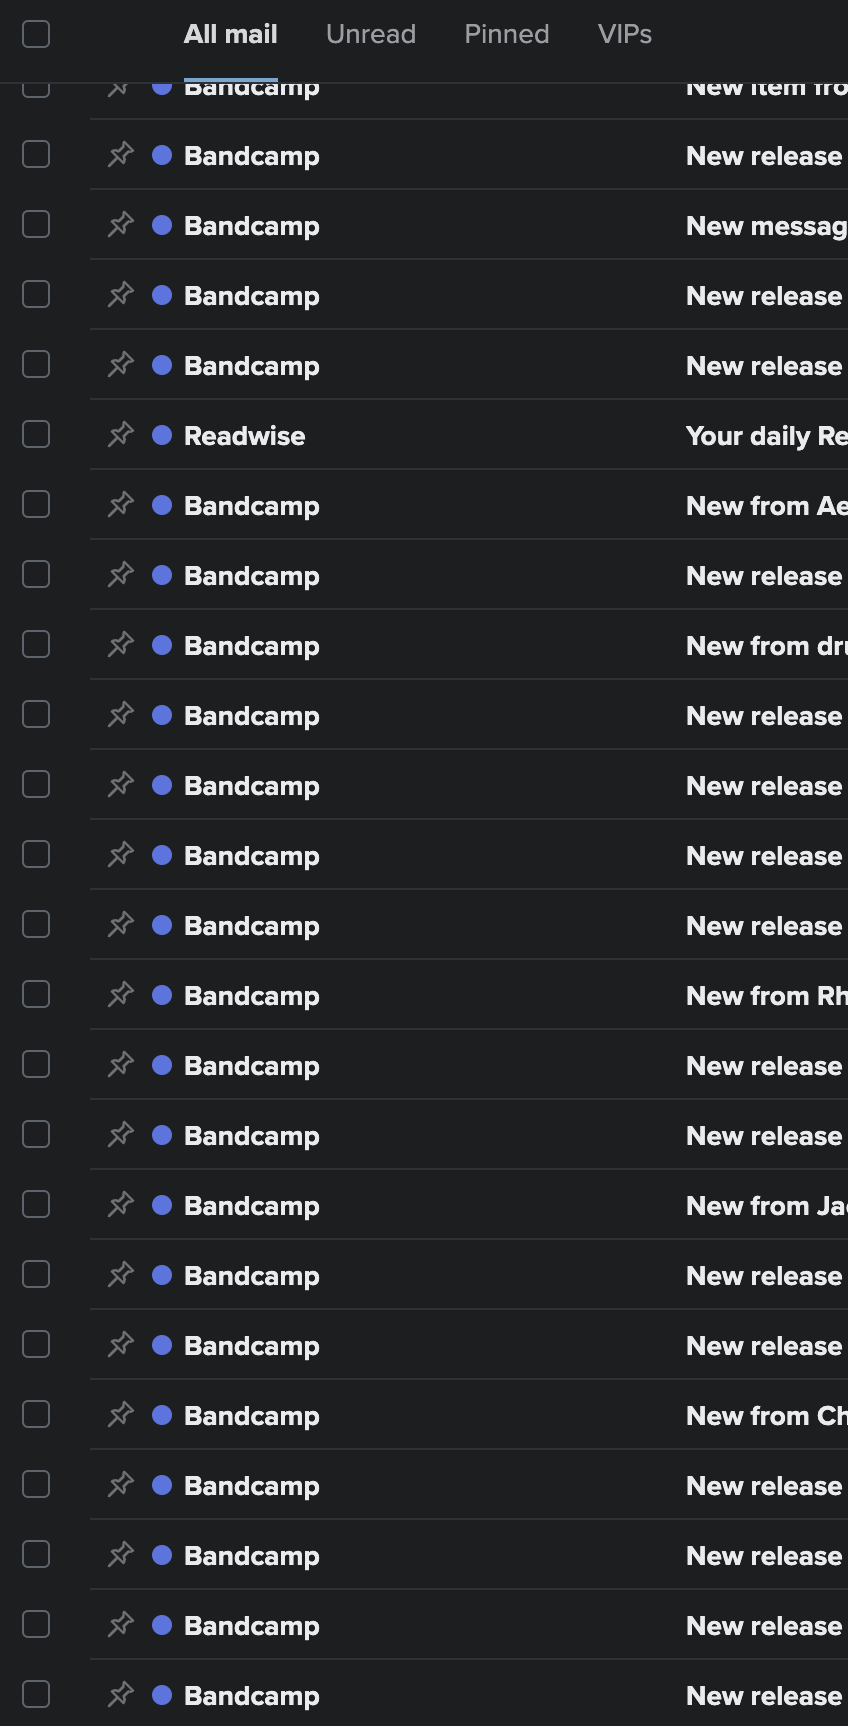 All mail Unread Pinned VIPs
Bandcamp New item fro
Bandcamp New release
Bandcamp New messag
Bandcamp New release
Bandcamp New release
Readwise Your daily Re
Bandcamp New from Ae
Bandcamp New release
Bandcamp New from dru
Bandcamp New release
Bandcamp New release
Bandcamp New release
Bandcamp New release
Bandcamp New from Rh
Bandcamp New release
Bandcamp New release
Bandcamp New from Jac
Bandcamp New release
Bandcamp New release
Bandcamp New from Ch
Bandcamp New release
Bandcamp New release
Bandcamp New release
Bandcamp New release